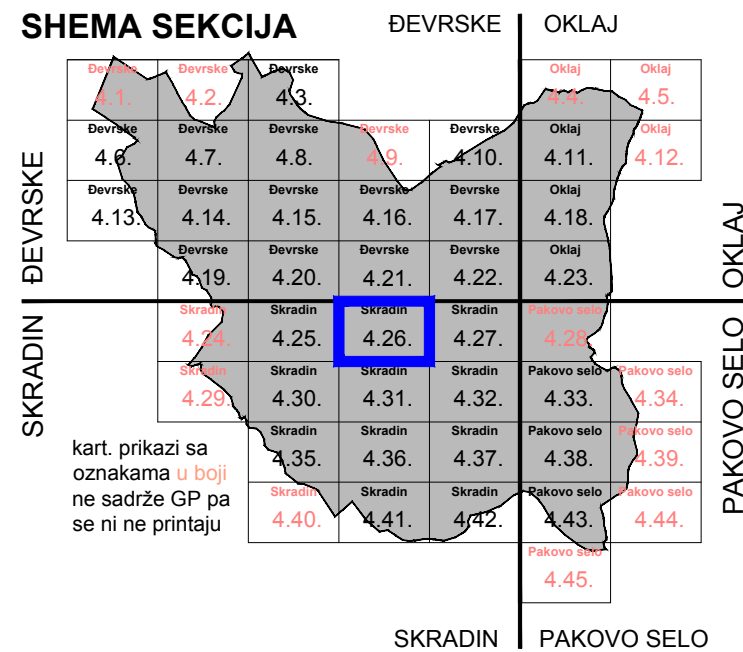 SHEMA SEKCIJA
ĐEVRSKE OKLAJ
Đevrske Đevrske Đevrske Oklaj Oklaj
4.1. 4.2. 4.3. 4.4. 4.5.
Đevrske Đevrske Đevrske Đevrske Đevrske Oklaj Oklaj
4.6. 4.7. 4.8. 4.9. 4.10. 4.11. 4.12.
Đevrske Đevrske Đevrske Đevrske Đevrske Oklaj
4.13. 4.14. 4.15. 4.16. 4.17. 4.18.
Đevrske Đevrske Đevrske Đevrske Oklaj
4.19. 4.20. 4.21. 4.22. 4.23.
ĐEVRSKE
OKLAJ
Skradin Skradin Skradin Skradin Pakovo selo
4.24. 4.25. 4.26. 4.27. 4.28.
Skradin Skradin Skradin Skradin Pakovo selo Pakovo selo
4.29. 4.30. 4.31. 4.32. 4.33. 4.34.
Skradin Skradin Skradin Pakovo selo Pakovo selo
4.35. 4.36. 4.37. 4.38. 4.39.
Skradin Skradin Skradin Pakovo selo Pakovo selo
4.40. 4.41. 4.42. 4.43. 4.44.
Pakovo selo
4.45.
SKRADIN
PAKOVO SELO
kart. prikazi sa
oznakama u boji
ne sadrže GP pa
se ni ne printaju
SKRADIN PAKOVO SELO